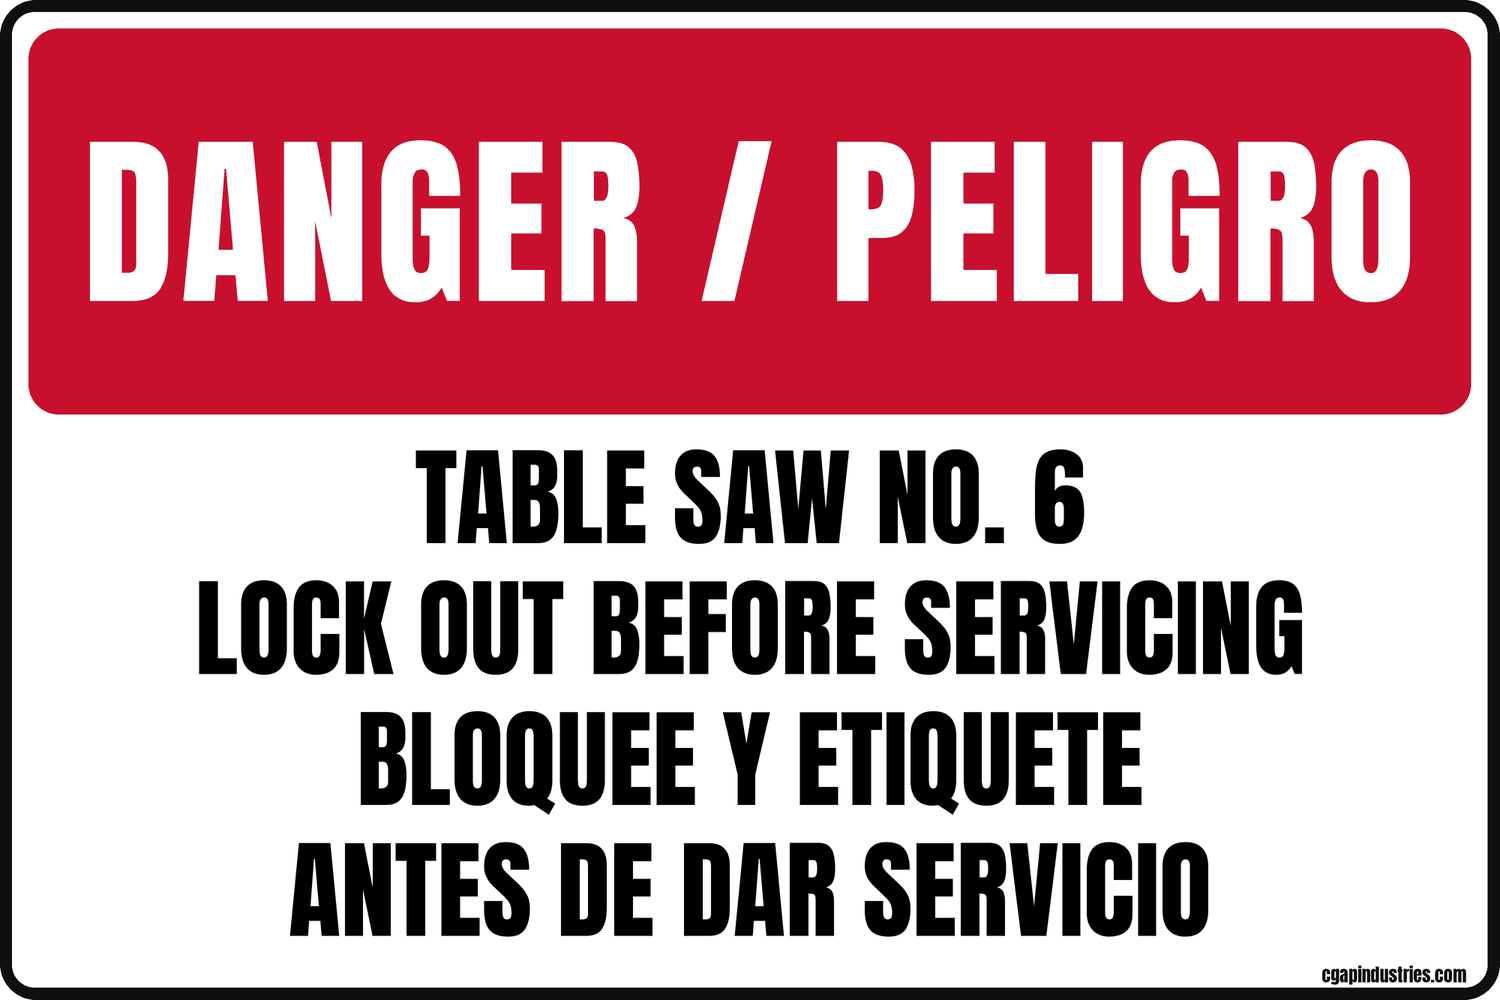 DANGER / PELIGRO
TABLE SAW NO. 6
LOCK OUT BEFORE SERVICING
BLOQUEE Y ETIQUETE
ANTES DE DAR SERVICIO
cgapindustries.com